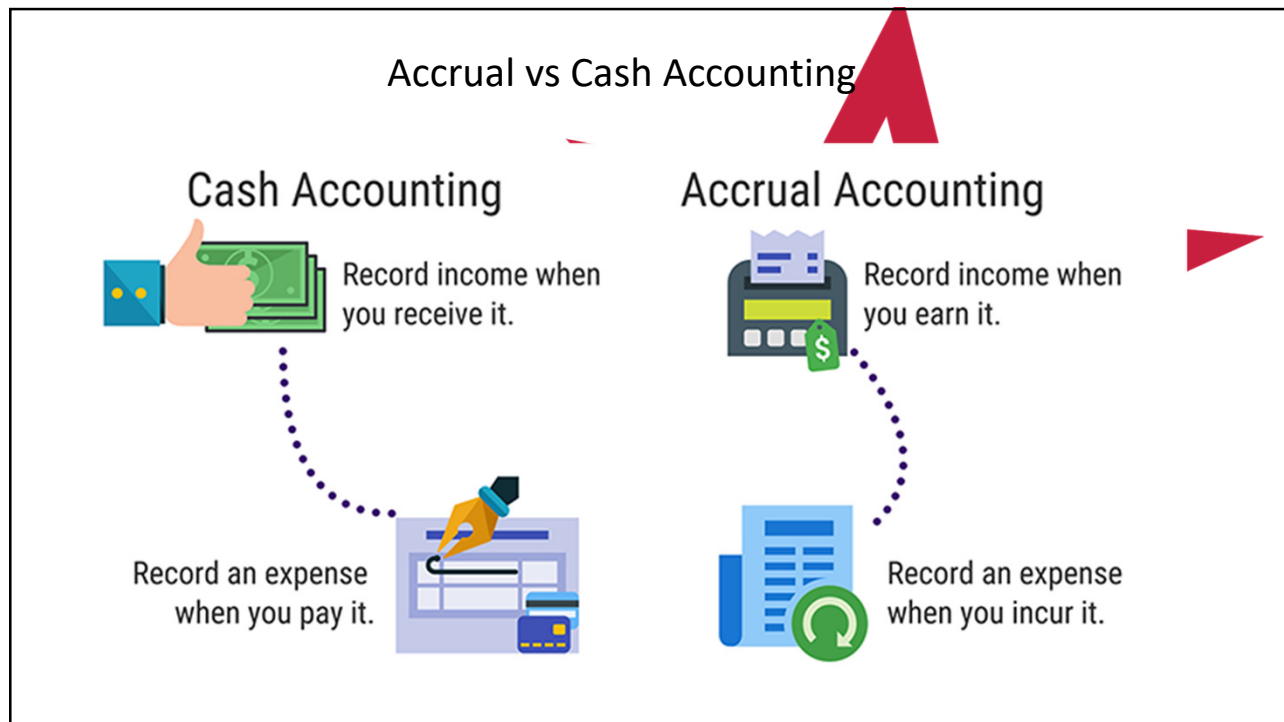 Accrual vs Cash Accounting
Cash Accounting
Record income when
you receive it.
Record an expense
when you pay it.
Accrual Accounting
Record income when
you earn it.
$
Record an expense
when you incur it.